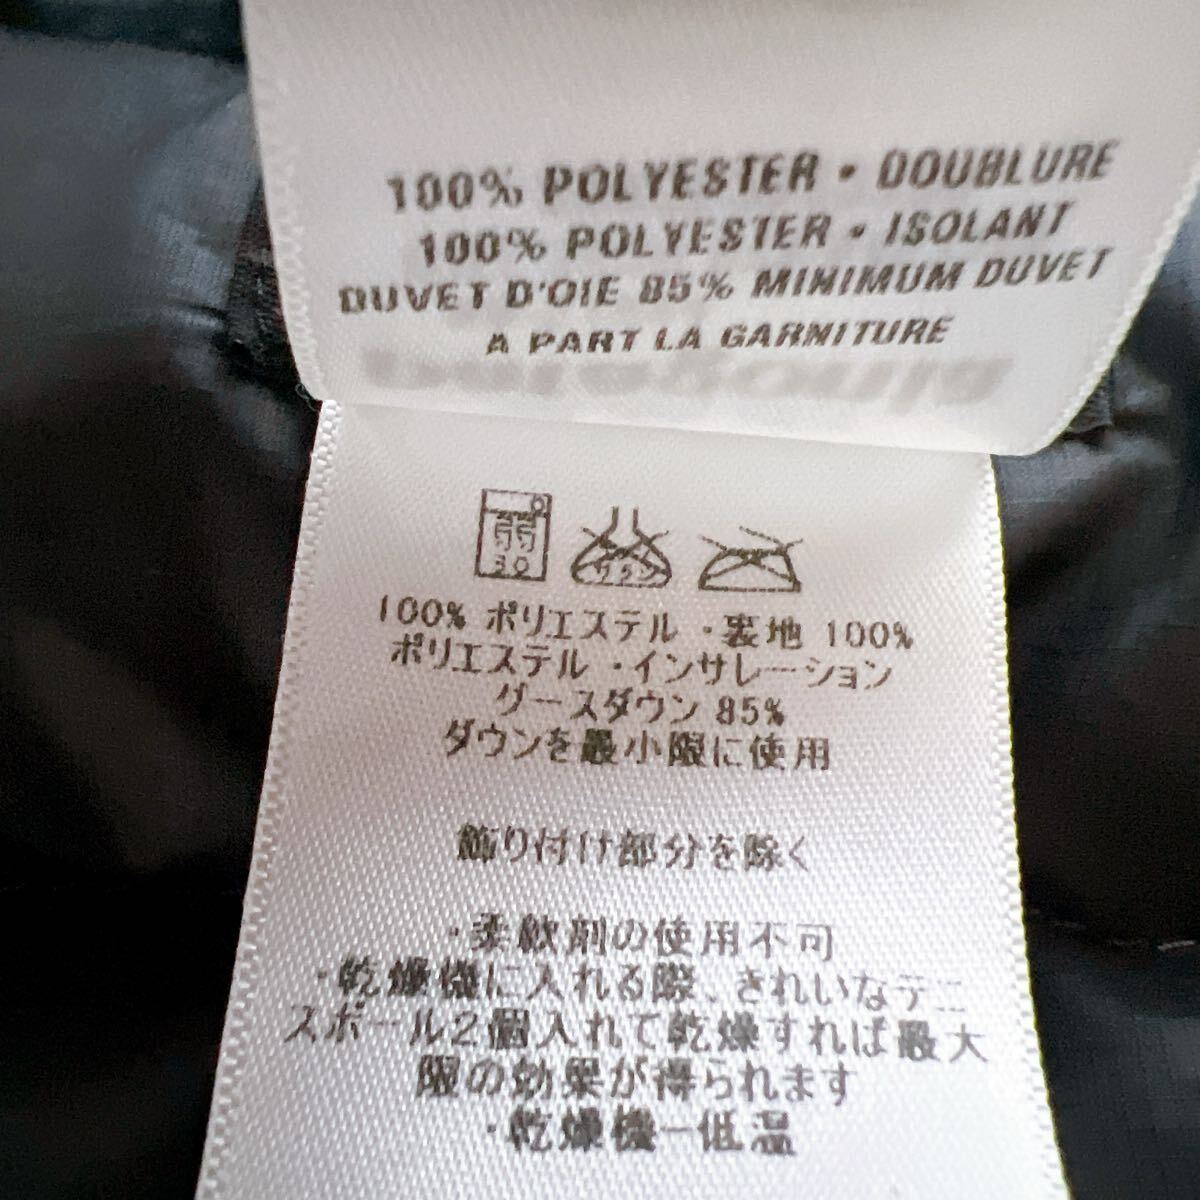 100% POLYESTER • DOUBLURE
100% POLYESTER • ISOLANT
DUVET D'OIE 85% MINIMUM DUVET
A PART LA GARMITURE
弱
30
100% ポリエステル ・裏地 100%
ポリエステル ・インサレーション
グースダウン 85%
ダウンを最小限に使用
飾り付け部分を除く
・柔軟剤の使用不可
・乾燥機に入れる際、きれいなテニ
スボール2個入れて乾燥すれば最大
限の効果が得られます
・乾燥機ー低温